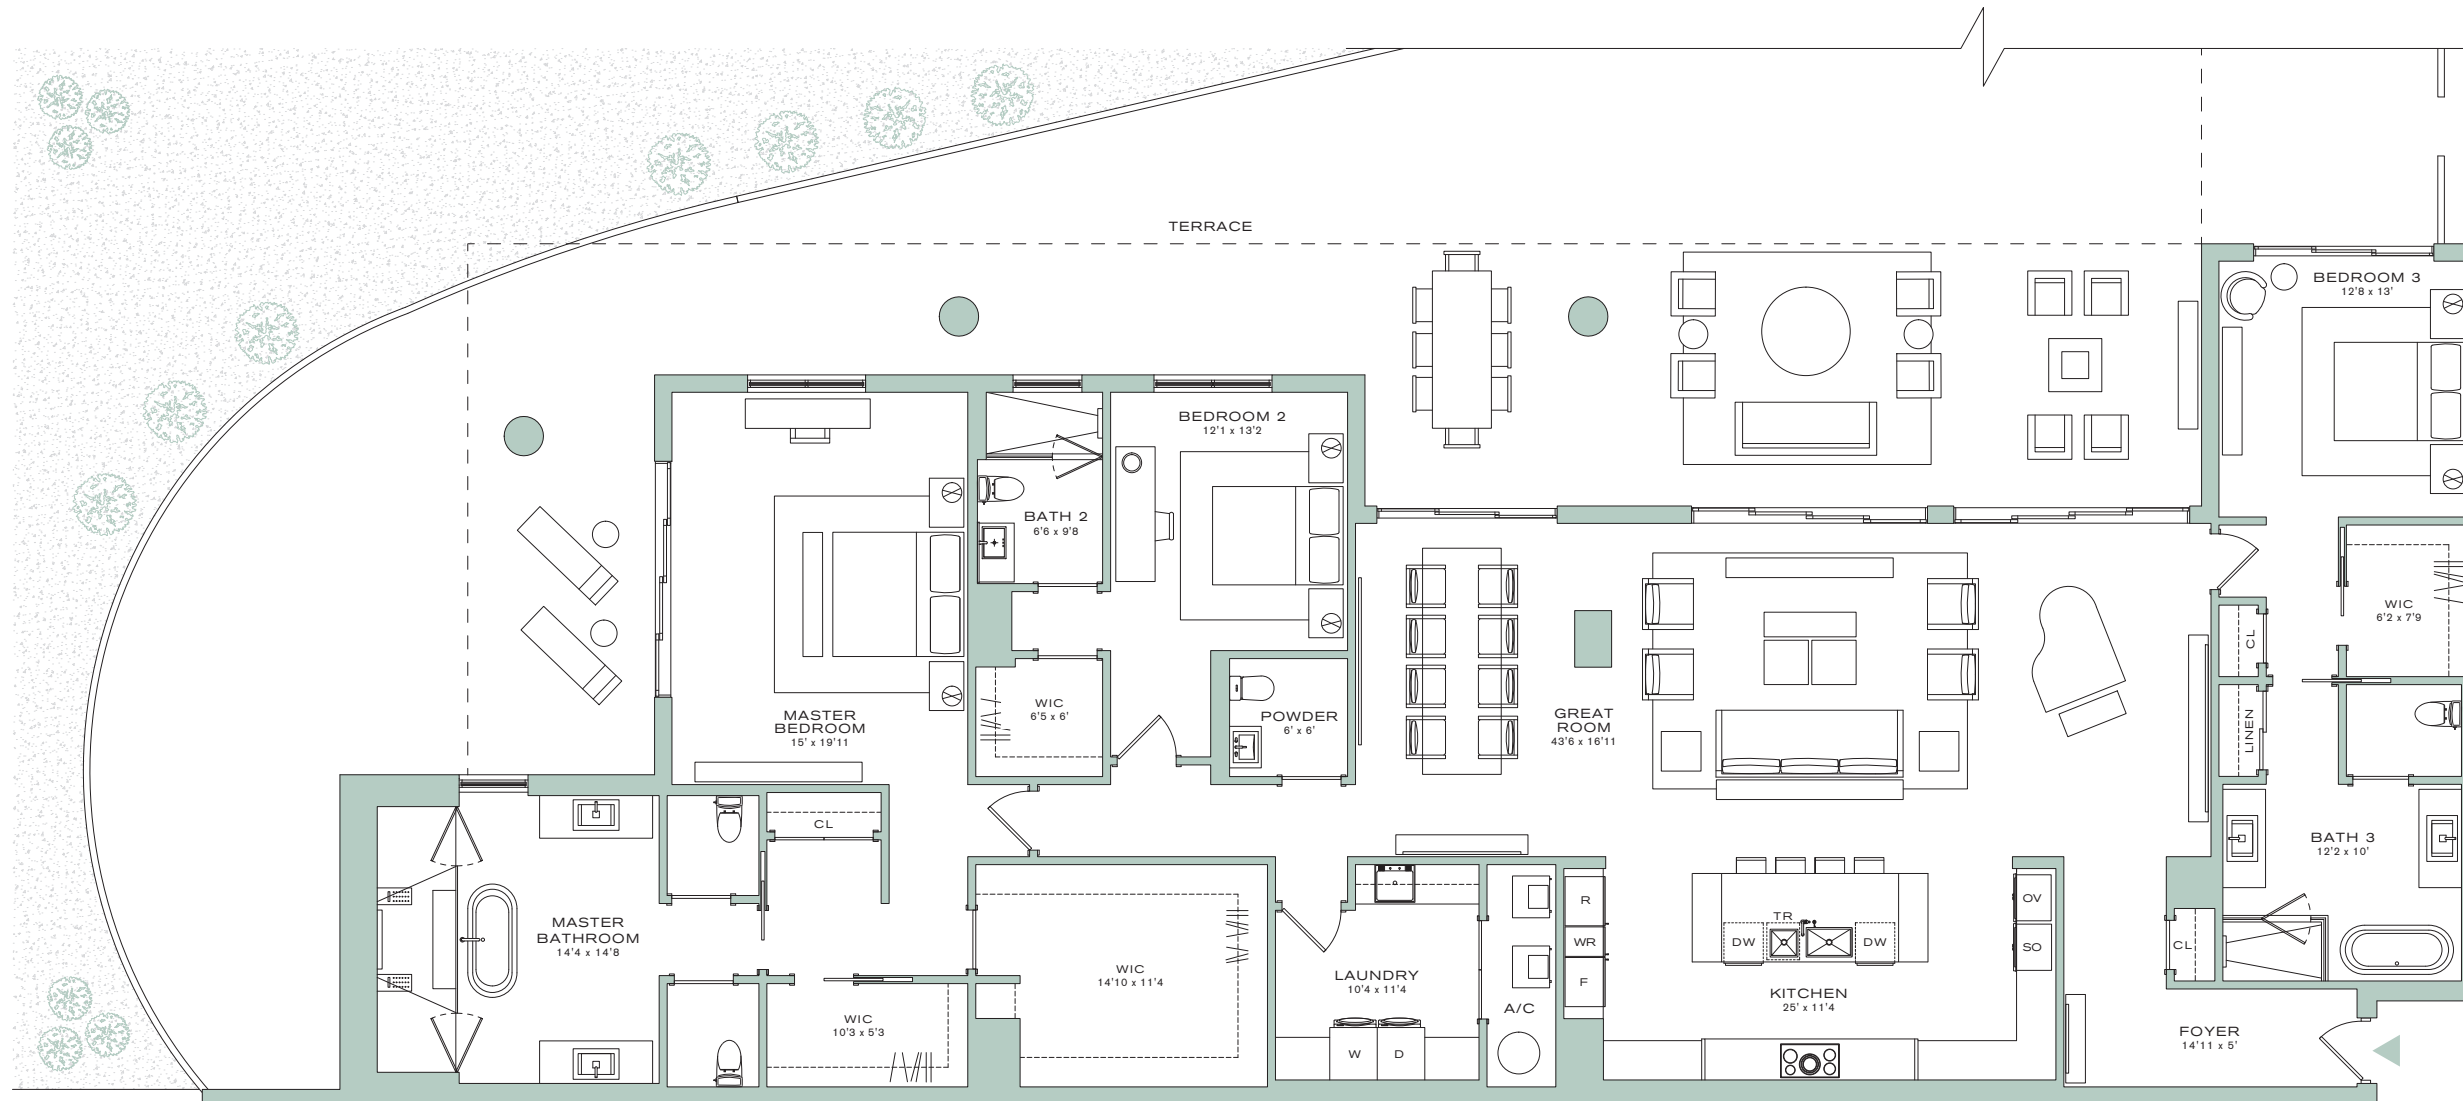 TERRACE
BEDROOM 3
12'8 x 13'
BEDROOM 2
12'1 x 13'2
BATH 2
6'6 x 9'8
WIC
6'2 x 7'9
CL
WIC
6'5 x 6'
MASTER
BEDROOM
15' x 19'11
POWDER
6' x 6'
GREAT
ROOM
43'6 x 16'11
LINEN
CL
BATH 3
12'2 x 10'
MASTER
BATHROOM
14'4 x 14'8
R
WR
F
TR
DW
DW
OV
SO
CL
WIC
14'10 x 11'4
LAUNDRY
10'4 x 11'4
A/C
KITCHEN
25' x 11'4
WIC
10'3 x 5'3
W
D
FOYER
14'11 x 5'